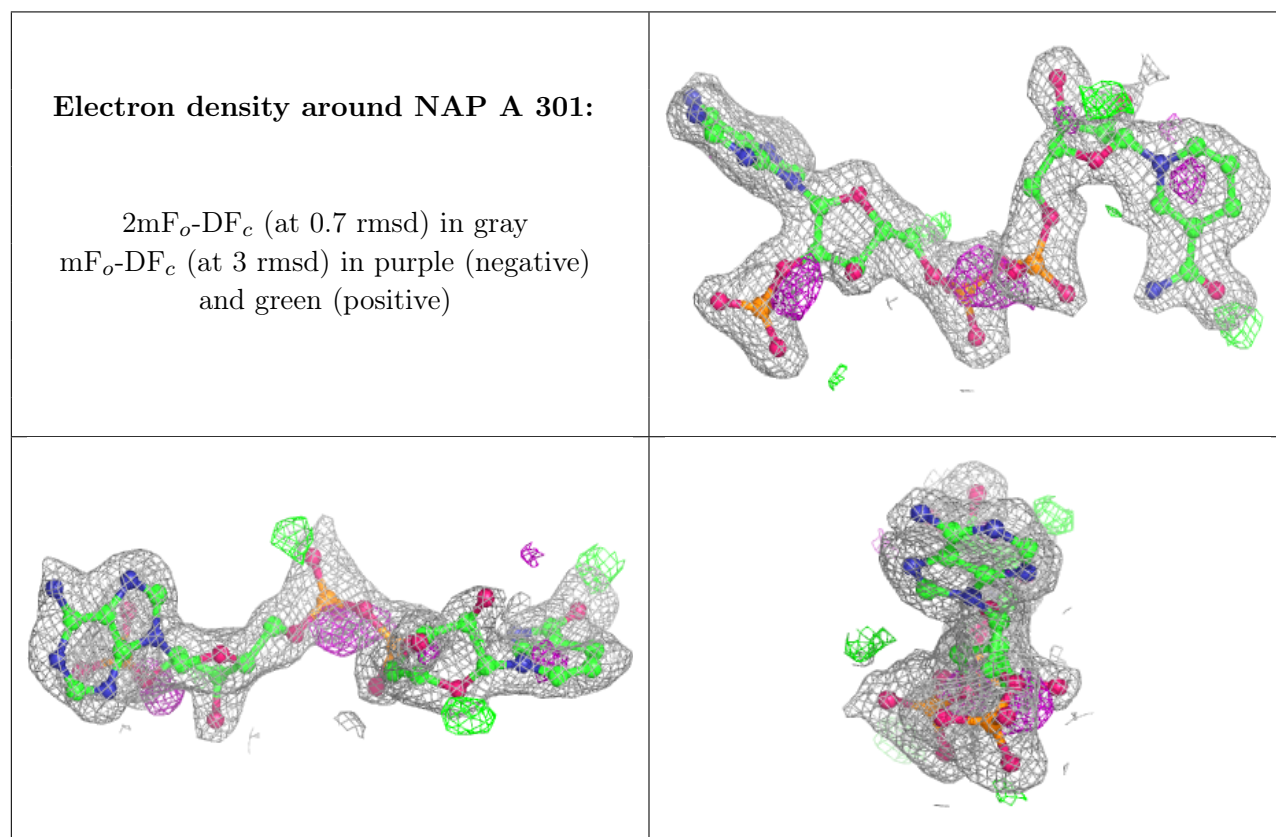 Electron density around NAP A 301:
2mFo-DFc (at 0.7 rmsd) in gray
mFo-DFc (at 3 rmsd) in purple (negative)
and green (positive)